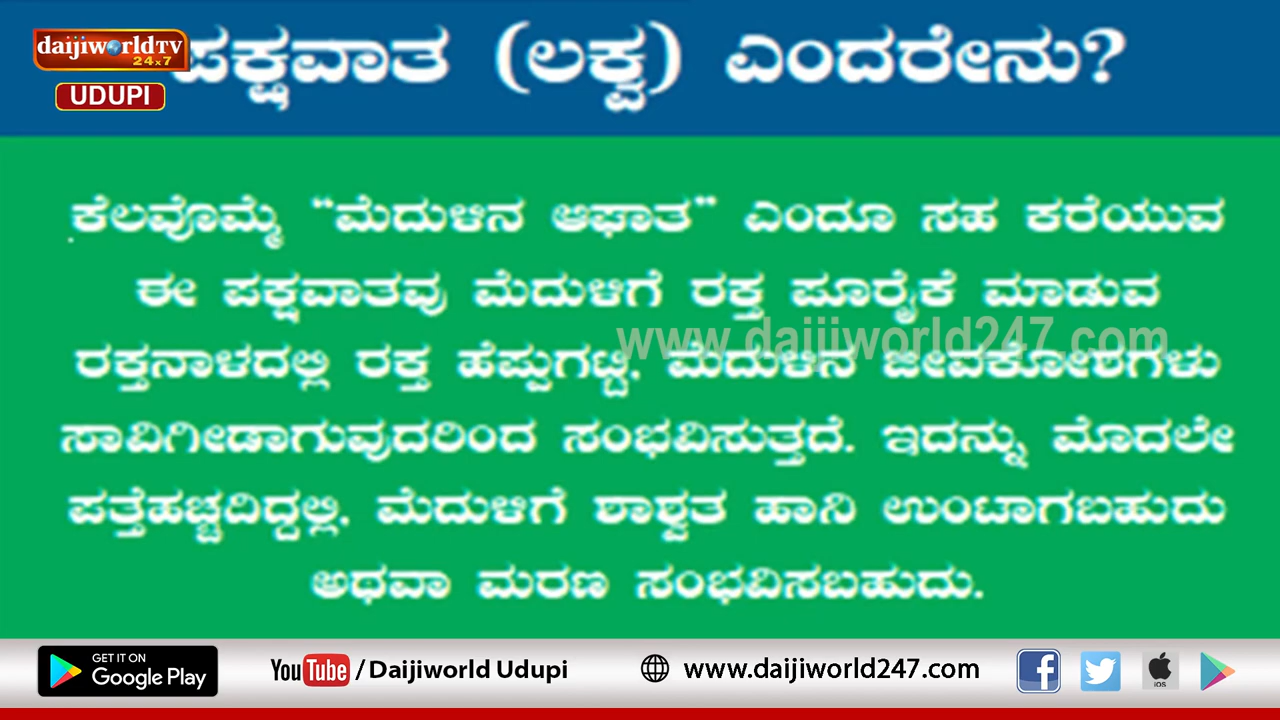 daijiworldTV
24x7
UDUPI
ಪಕ್ಷವಾತ (ಲಕ್ವ) ಎಂದರೇನು?
ಕೆಲವೊಮ್ಮೆ “ಮೆದುಳಿನ ಆಘಾತ” ಎಂದೂ ಸಹ ಕರೆಯುವ
ಈ ಪಕ್ಷವಾತವು ಮೆದುಳಿಗೆ ರಕ್ತ ಪೂರೈಕೆ ಮಾಡುವ
www.daijiworld247.com
ರಕ್ತನಾಳದಲ್ಲಿ ರಕ್ತ ಹೆಪ್ಪುಗಟ್ಟಿ, ಮೆದುಳಿನ ಜೀವಕೋಶಗಳು
ಸಾವಿಗೀಡಾಗುವುದರಿಂದ ಸಂಭವಿಸುತ್ತದೆ. ಇದನ್ನು ಮೊದಲೇ
ಪತ್ತೆಹಚ್ಚದಿದ್ದಲ್ಲಿ, ಮೆದುಳಿಗೆ ಶಾಶ್ವತ ಹಾನಿ ಉಂಟಾಗಬಹುದು
ಅಥವಾ ಮರಣ ಸಂಭವಿಸಬಹುದು.
GET IT ON
Google Play
YouTube / Daijiworld Udupi
www.daijiworld247.com
iOS